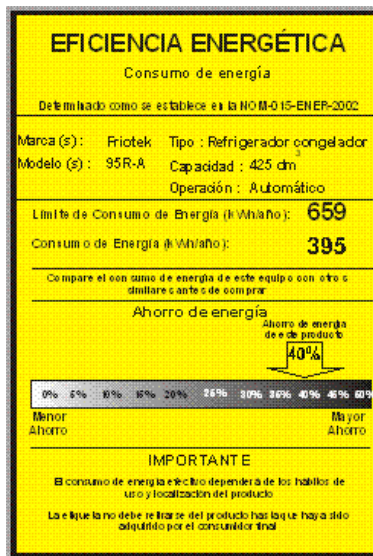 EFICIENCIA ENERGÉTICA
Consumo de energía
Determinado como se establece en la NOM-015-ENER-2002
Marca (s) : Friotek Tipo : Refrigerador congelador
Modelo (s) : 95R-A Capacidad : 425 dm³
Operación : Automático
Límite de Consumo de Energía (kWh/año): 659
Consumo de Energía (kWh/año): 395
Compare el consumo de energía de este equipo con otros
similares antes de comprar
Ahorro de energía
Ahorro de energía
de este producto
40%
0% 5% 10% 15% 20% 25% 30% 35% 40% 45% 50%
Menor Mayor
Ahorro Ahorro
IMPORTANTE
El consumo de energía efectivo dependerá de los hábitos de
uso y localización del producto
La etiqueta no debe retirarse del producto hasta que haya sido
adquirido por el consumidor final